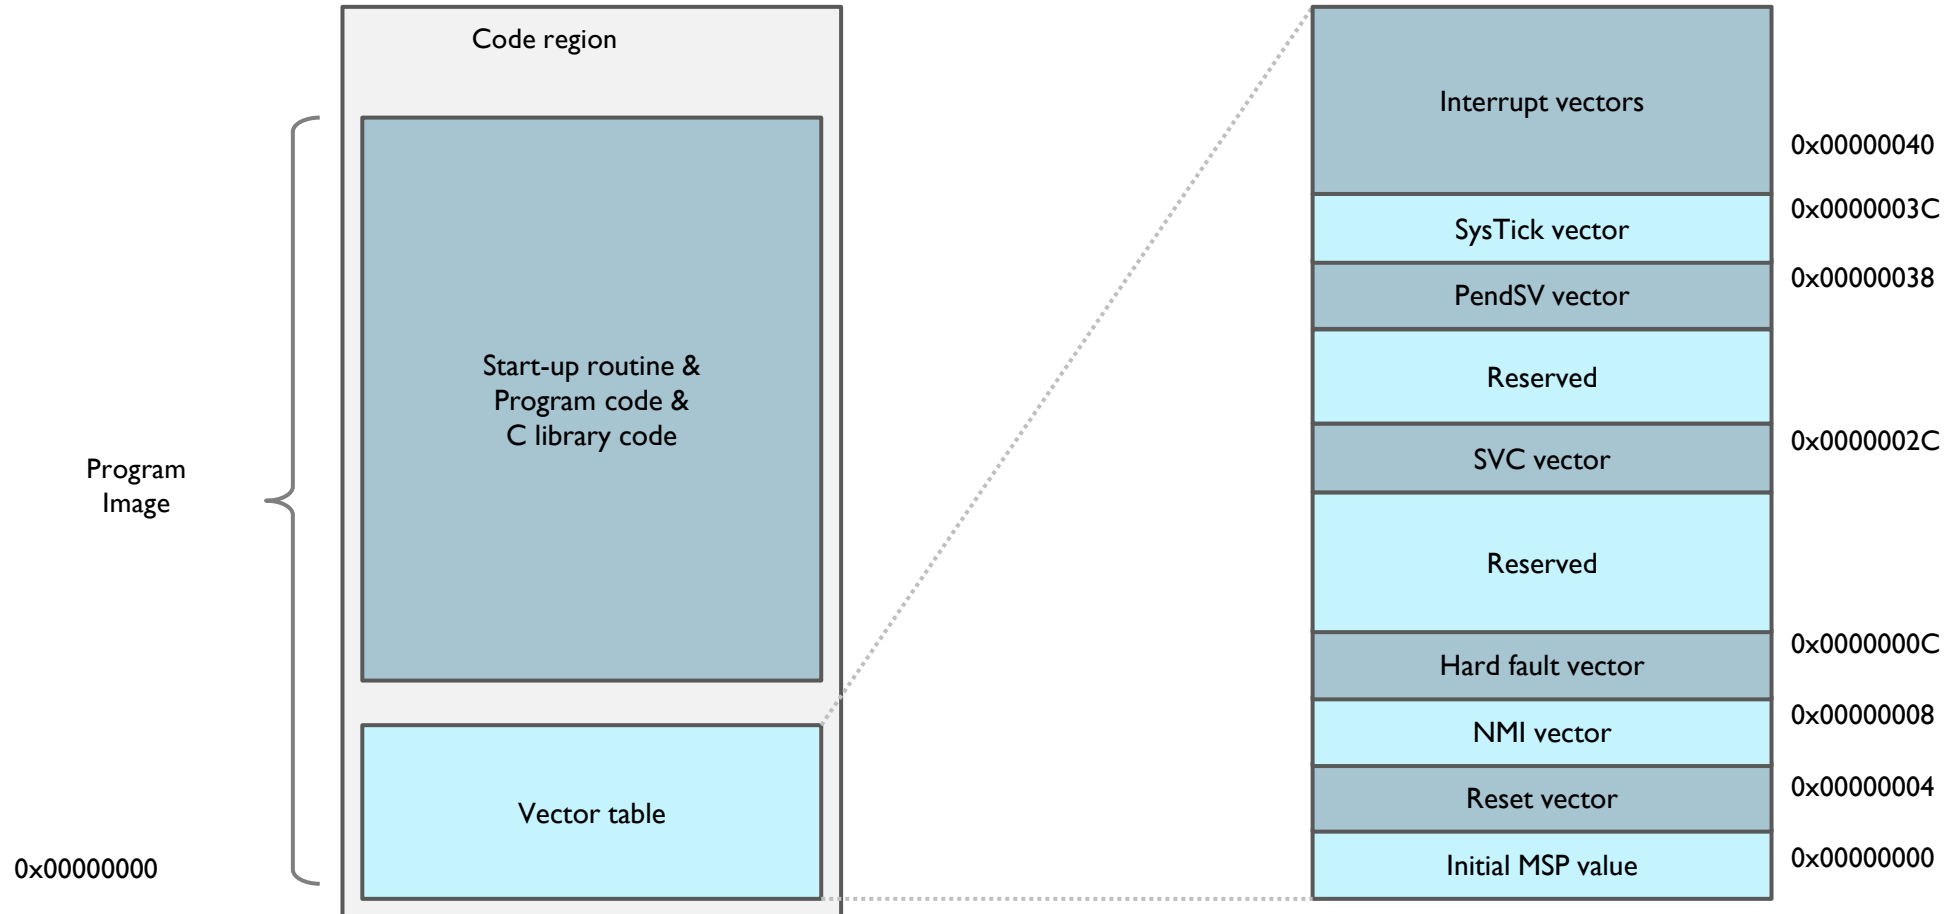 Code region
Start-up routine &
Program code &
C library code
Program
Image
Vector table
0x00000000
Interrupt vectors
0x00000040
SysTick vector
0x0000003C
PendSV vector
0x00000038
Reserved
SVC vector
0x0000002C
Reserved
Hard fault vector
0x0000000C
NMI vector
0x00000008
Reset vector
0x00000004
Initial MSP value
0x00000000